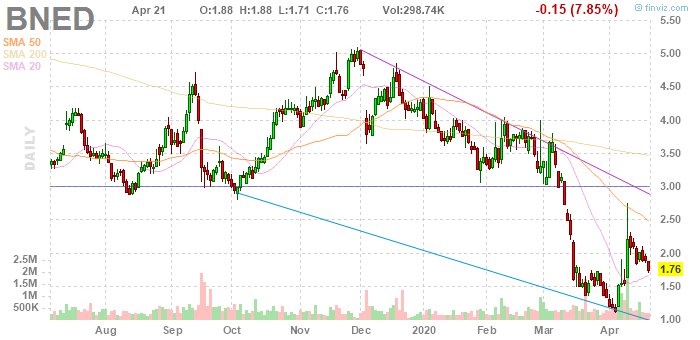 BNED
Apr 21 O:1.88 H:1.88 L:1.71 C:1.76 Vol:298.74K -0.15 (7.85%)
© finviz.com
SMA 50
SMA 200
SMA 20
DAILY
5.50
5.00
4.50
4.00
3.50
3.00
2.50
2.00
1.76
1.50
1.00
2.5M
2M
1.5M
1M
500K
Aug Sep Oct Nov Dec 2020 Feb Mar Apr